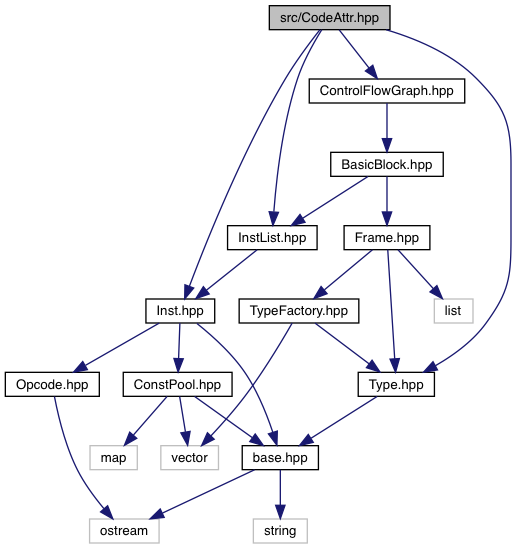 src/CodeAttr.hpp
ControlFlowGraph.hpp
BasicBlock.hpp
InstList.hpp
Frame.hpp
Inst.hpp
TypeFactory.hpp
list
Opcode.hpp
ConstPool.hpp
Type.hpp
map
vector
base.hpp
ostream
string